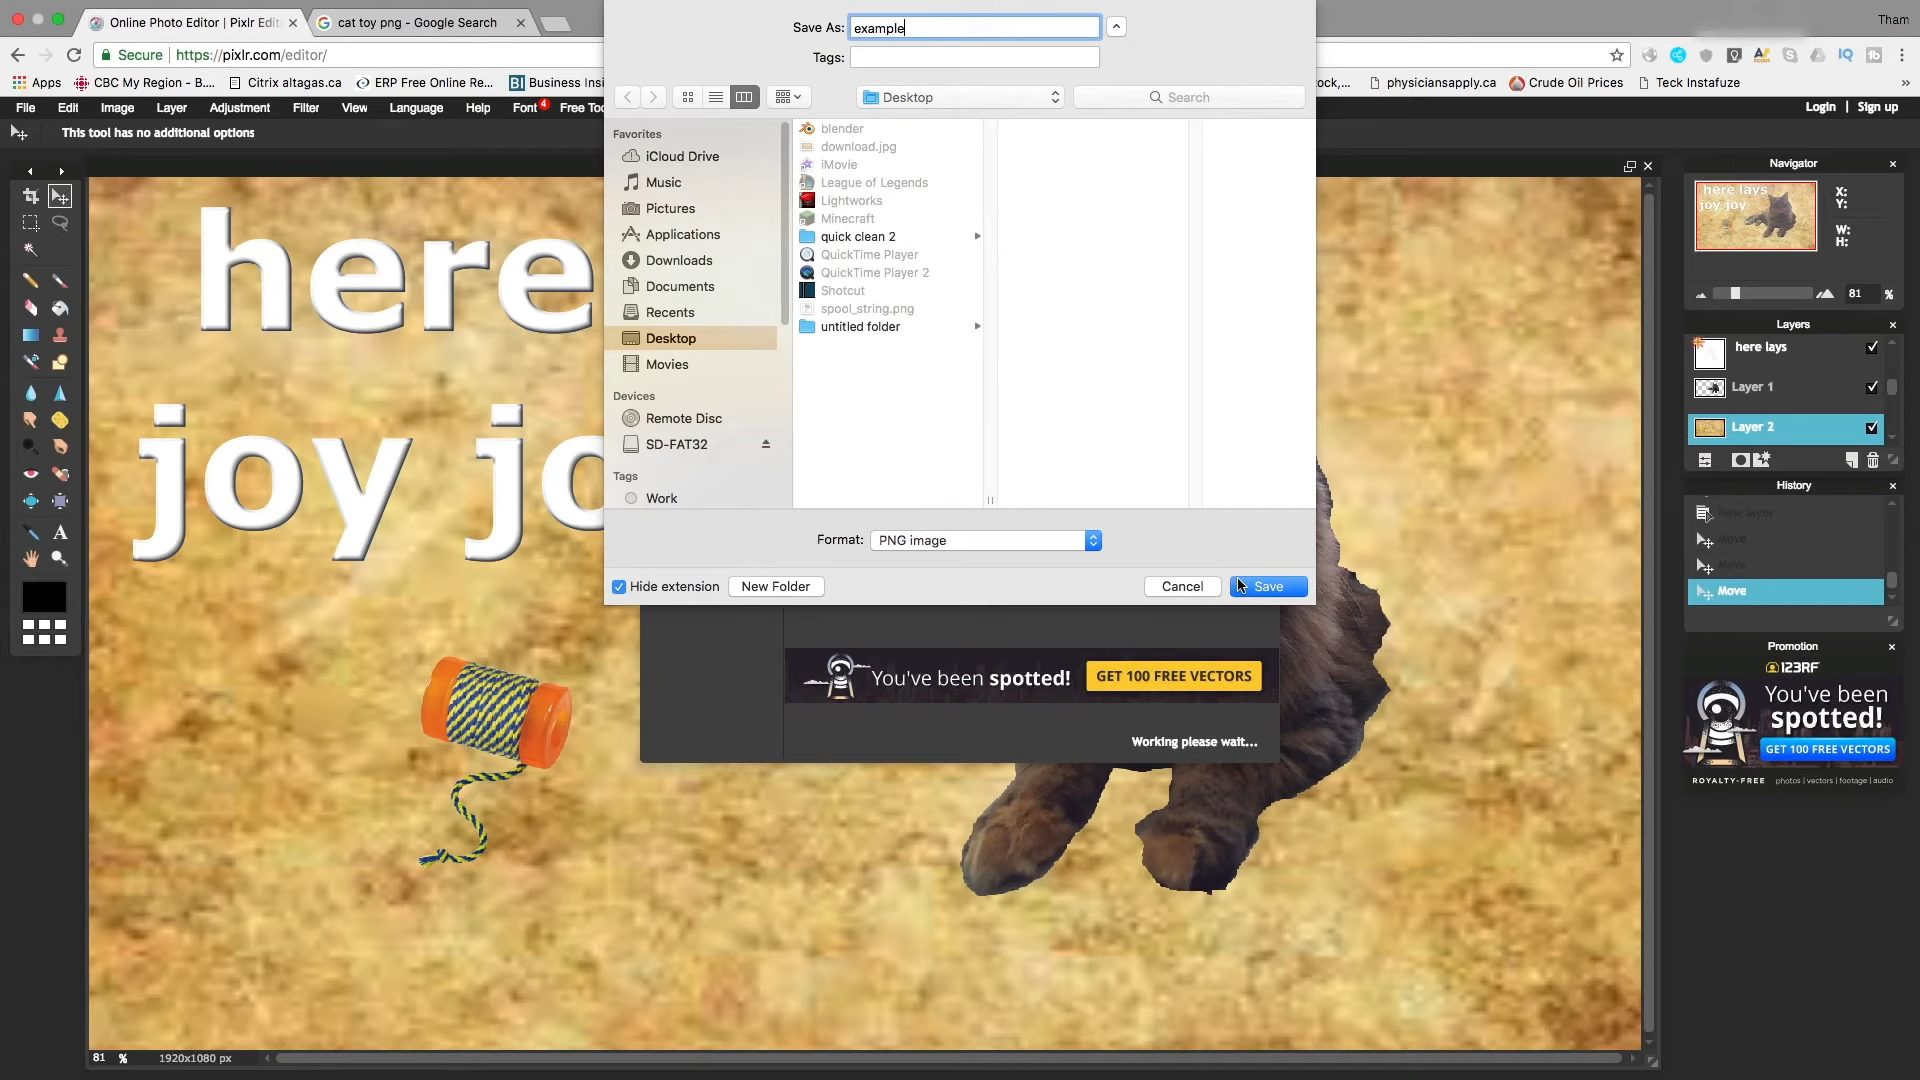 Online Photo Editor | Pixlr Edit
cat toy png - Google Search
Tham
Secure
https://pixlr.com/editor/
Apps
CBC My Region - B...
Citrix altagas.ca
ERP Free Online Re...
Business Insi
ock,...
physiciansapply.ca
Crude Oil Prices
Teck Instafuze
»
File
Edit
Image
Layer
Adjustment
Filter
View
Language
Help
Font
4
Free Too
Login
Sign up
This tool has no additional options
Save As:
example
Tags:
Desktop
Search
Favorites
iCloud Drive
Music
Pictures
Applications
Downloads
Documents
Recents
Desktop
Movies
Devices
Remote Disc
SD-FAT32
Tags
Work
blender
download.jpg
iMovie
League of Legends
Lightworks
Minecraft
quick clean 2
QuickTime Player
QuickTime Player 2
Shotcut
spool_string.png
untitled folder
Format:
PNG image
Hide extension
New Folder
Cancel
Save
here
joy jo
You've been spotted!
GET 100 FREE VECTORS
Working please wait...
Navigator
here lays
joy joy
X:
Y:
W:
H:
81
%
Layers
here lays
Layer 1
Layer 2
History
New layer
Move
Move
Move
Promotion
123RF
You've been
spotted!
GET 100 FREE VECTORS
ROYALTY-FREE photos | vectors | footage | audio
81 %
1920x1080 px